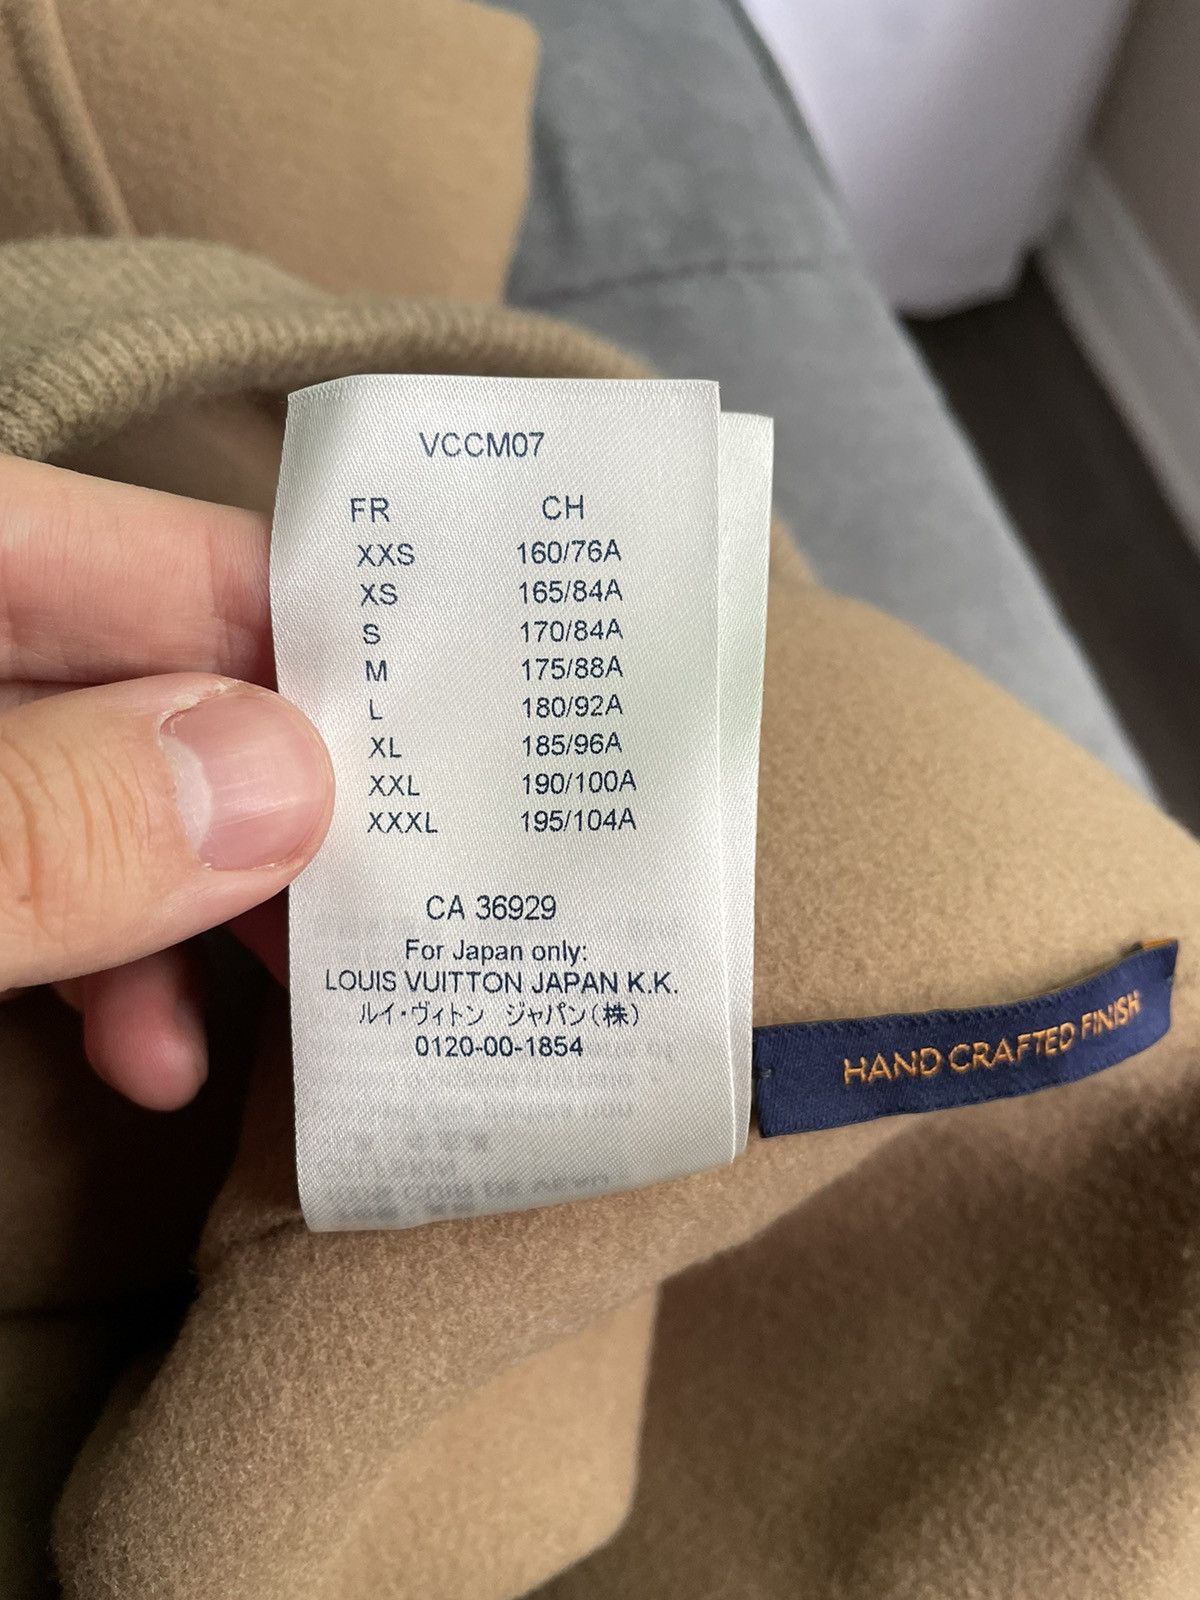 VCCM07
FR CH
XXS 160/76A
XS 165/84A
S 170/84A
M 175/88A
L 180/92A
XL 185/96A
XXL 190/100A
XXXL 195/104A
CA 36929
For Japan only:
LOUIS VUITTON JAPAN K.K.
ルイ・ヴィトン ジャパン(株)
0120-00-1854
HAND CRAFTED FINISH